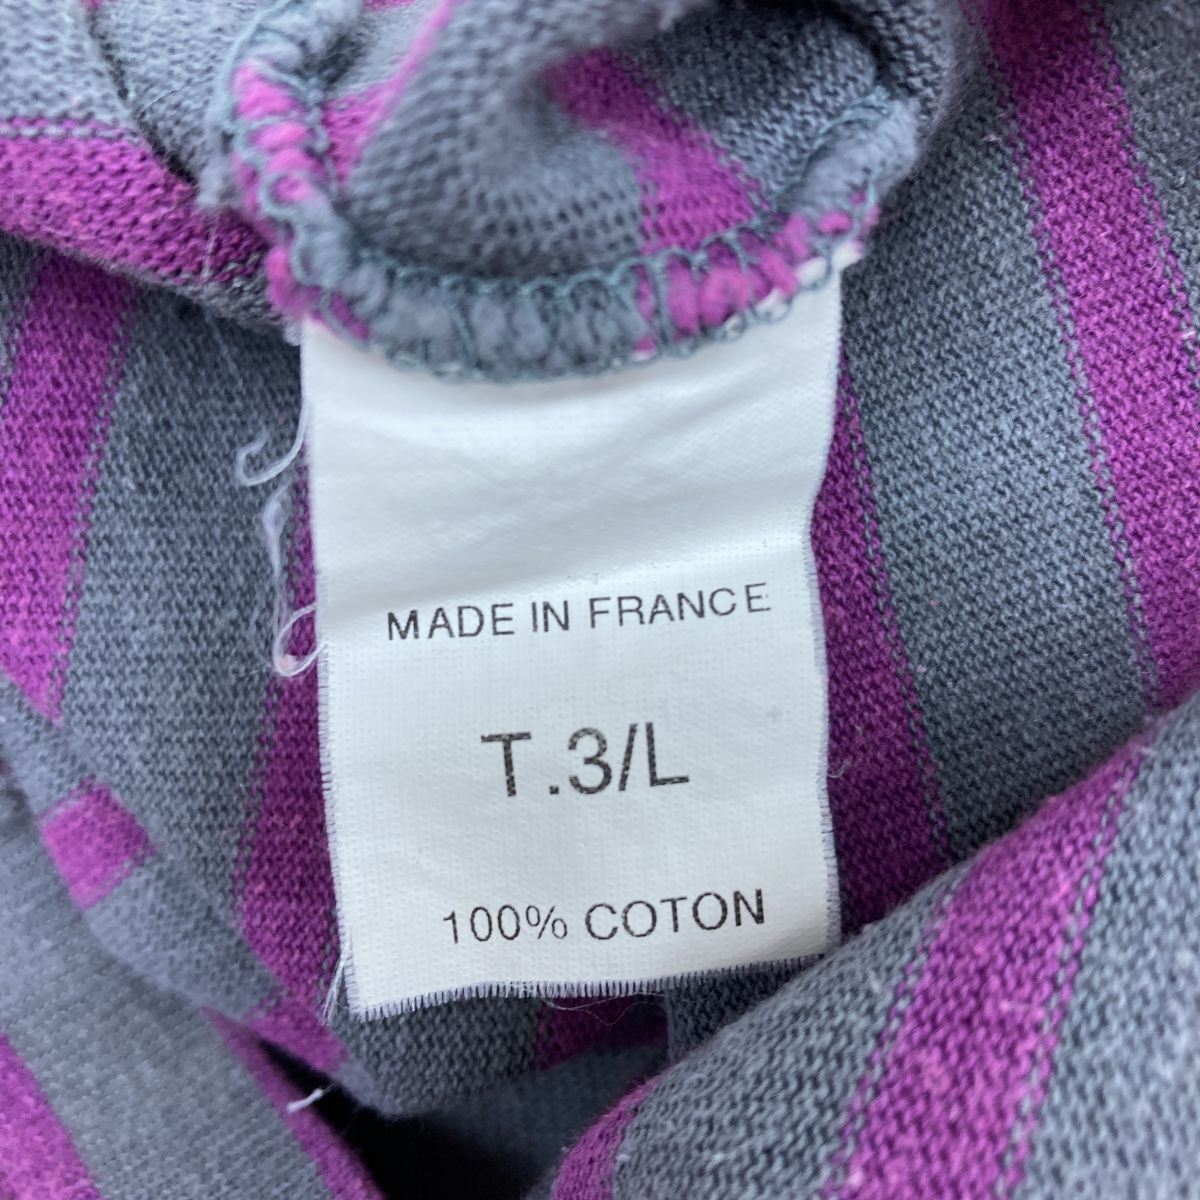 MADE IN FRANCE
T.3/L
100% COTON